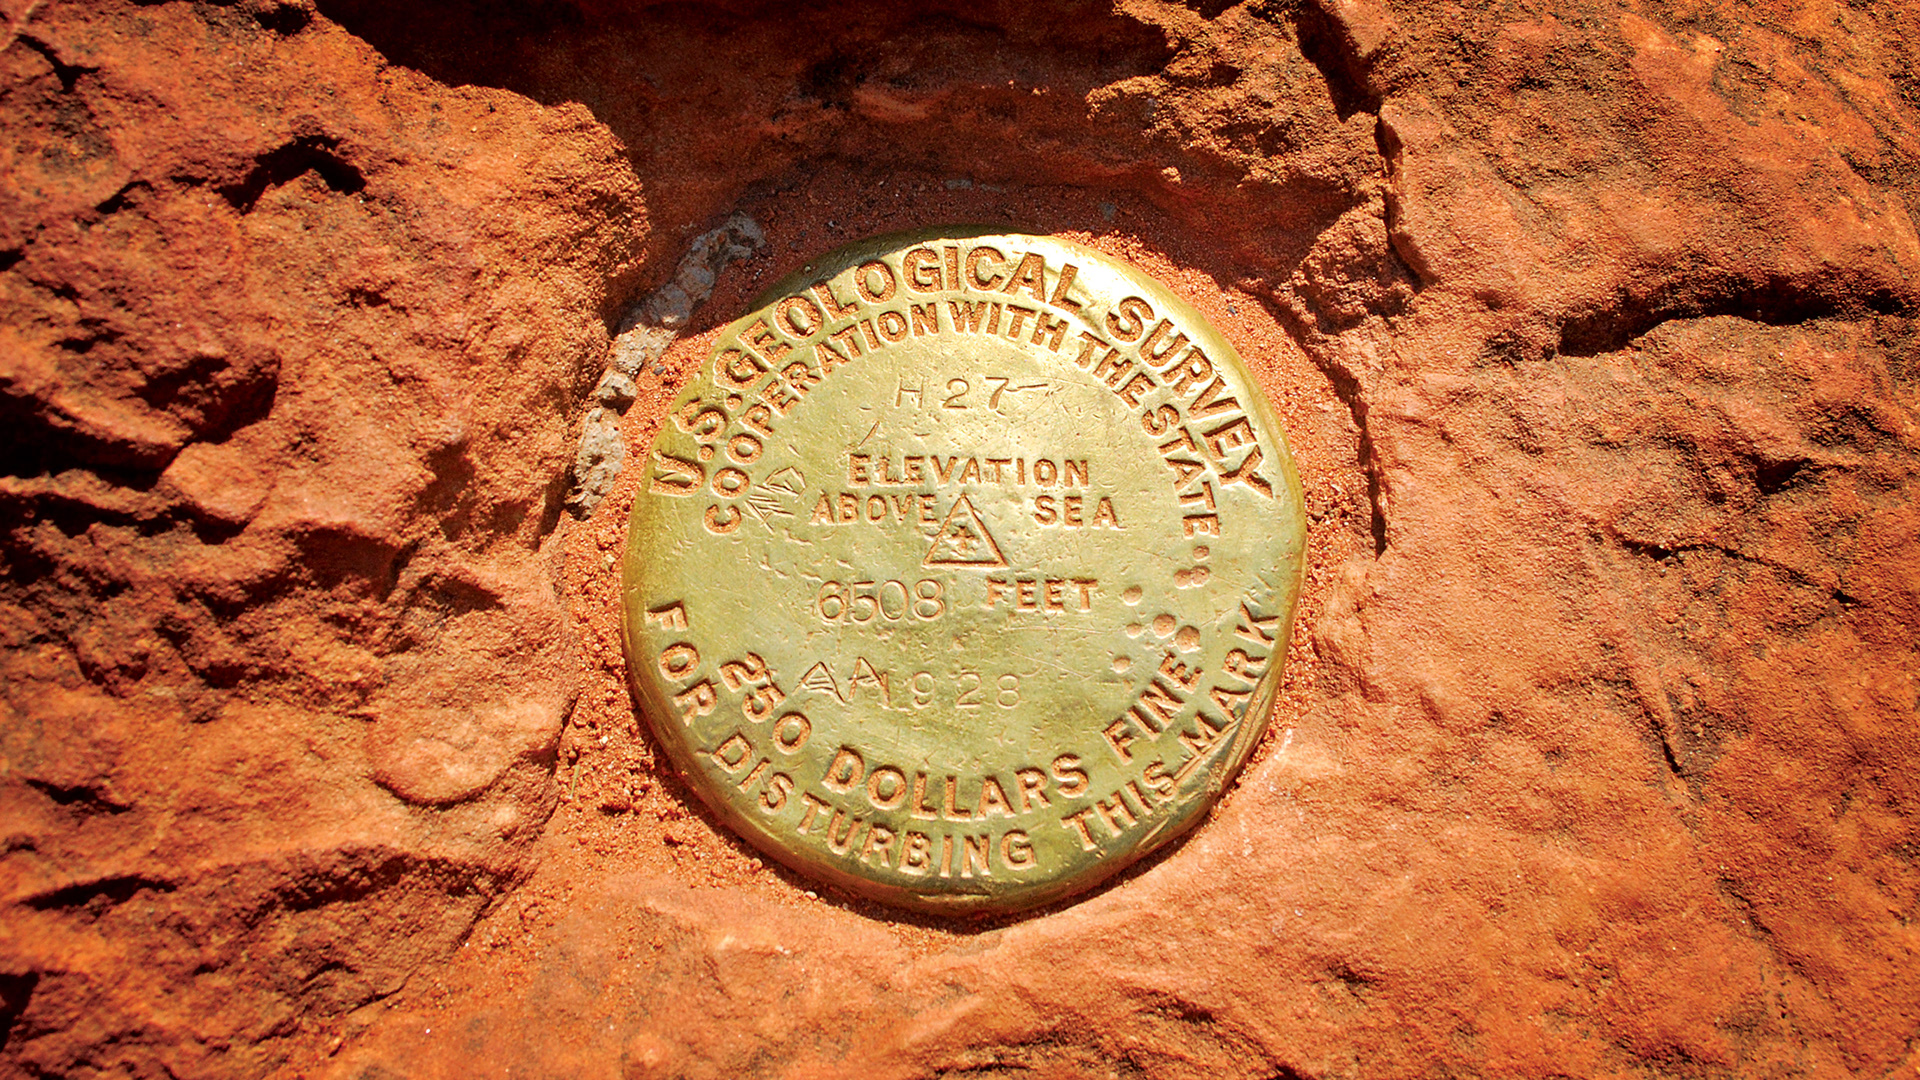 U.S. GEOLOGICAL SURVEY
COOPERATION WITH THE STATE
H 27
ELEVATION
ABOVE SEA
6508 FEET
1928
250 DOLLARS FINE
FOR DISTURBING THIS MARK